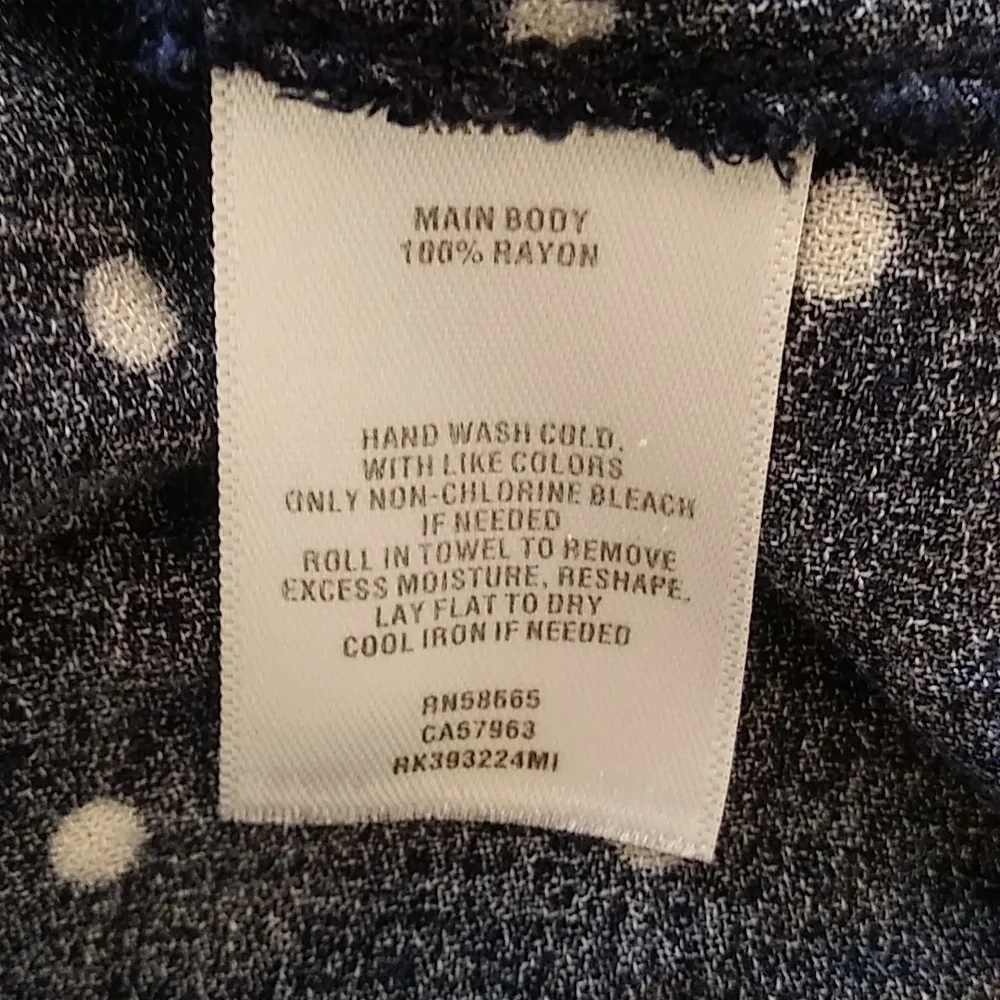 MAIN BODY
100% RAYON
HAND WASH COLD.
WITH LIKE COLORS
ONLY NON-CHLORINE BLEACH
IF NEEDED
ROLL IN TOWEL TO REMOVE
EXCESS MOISTURE. RESHAPE.
LAY FLAT TO DRY
COOL IRON IF NEEDED
RN58665
CA57963
RK393224MI